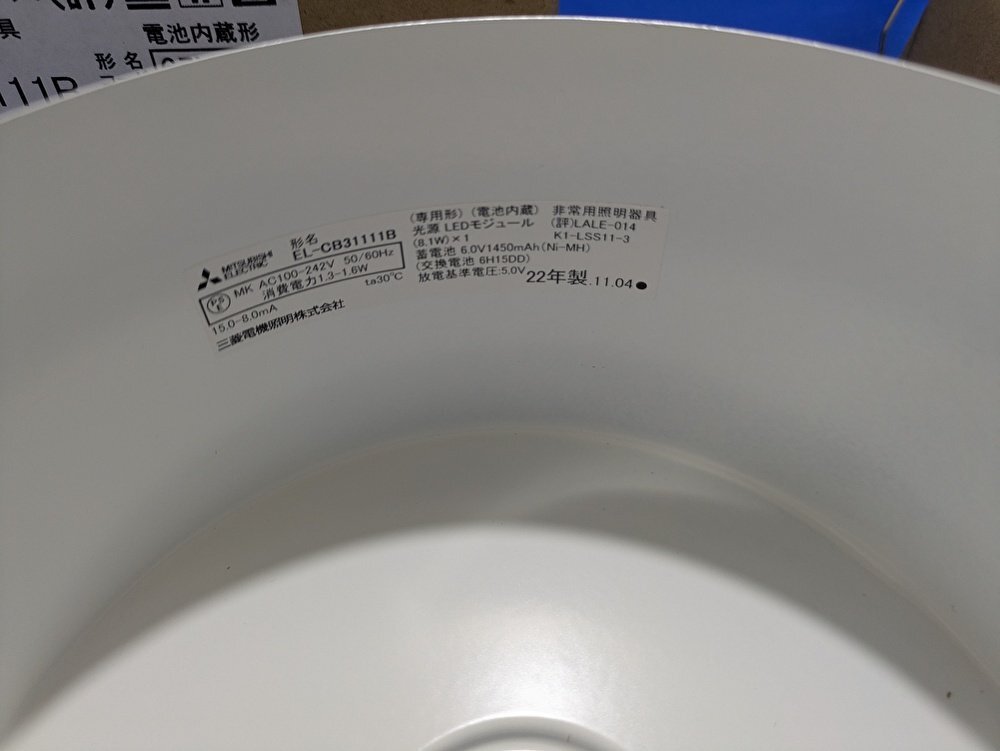 具
電池内蔵形
形名
111B
MITSUBISHI
ELECTRIC
形名
EL-CB31111B
MK AC100-242V 50/60Hz
消費電力1.3-1.6W
15.0-8.0mA
ta30℃
三菱電機照明株式会社
(専用形) (電池内蔵) 非常用照明器具
光源 LEDモジュール (評)LALE-014
(8.1W)×1 K1-LSS11-3
蓄電池 6.0V1450mAh(Ni-MH)
(交換電池 6H15DD)
放電基準電圧:5.0V
22年製.11.04●